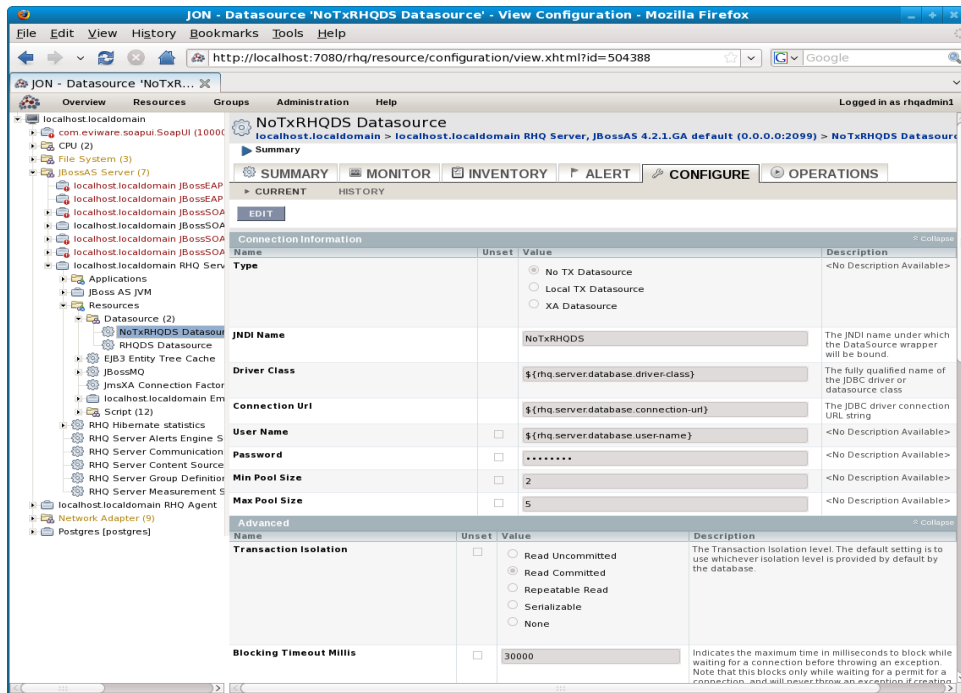 JON - Datasource 'NoTxRHQDS Datasource' - View Configuration - Mozilla Firefox
File Edit View History Bookmarks Tools Help
http://localhost:7080/rhq/resource/configuration/view.xhtml?id=504388
G Google
JON - Datasource 'NoTxR...
Overview Resources Groups Administration Help Logged in as rhqadmin1
localhost.localdomain
com.eviware.soapui.SoapUI (1000
CPU (2)
File System (3)
JBossAS Server (7)
localhost.localdomain JBossEAP
localhost.localdomain JBossEAP
localhost.localdomain JBossSOA
localhost.localdomain JBossSOA
localhost.localdomain JBossSOA
localhost.localdomain JBossSOA
localhost.localdomain RHQ Serv
Applications
JBoss AS JVM
Resources
Datasource (2)
NoTxRHQDS Datasour
RHQDS Datasource
EJB3 Entity Tree Cache
JBossMQ
JmsXA Connection Factor
localhost.localdomain Em
Script (12)
RHQ Hibernate statistics
RHQ Server Alerts Engine S
RHQ Server Communication
RHQ Server Content Source
RHQ Server Group Definition
RHQ Server Measurement S
localhost.localdomain RHQ Agent
Network Adapter (9)
Postgres [postgres]
NoTxRHQDS Datasource
localhost.localdomain > localhost.localdomain RHQ Server, JBossAS 4.2.1.GA default (0.0.0.0:2099) > NoTxRHQDS Datasource
Summary
SUMMARY MONITOR INVENTORY ALERT CONFIGURE OPERATIONS
CURRENT HISTORY
EDIT
Connection Information Collapse
Name Unset Value Description
Type No TX Datasource <No Description Available>
Local TX Datasource
XA Datasource
JNDI Name NoTxRHQDS The JNDI name under which
the DataSource wrapper
will be bound.
Driver Class ${rhq.server.database.driver-class} The fully qualified name of
the JDBC driver or
datasource class
Connection Url ${rhq.server.database.connection-url} The JDBC driver connection
URL string
User Name ${rhq.server.database.user-name} <No Description Available>
Password •••••••• <No Description Available>
Min Pool Size 2 <No Description Available>
Max Pool Size 5 <No Description Available>
Advanced Collapse
Name Unset Value Description
Transaction Isolation Read Uncommitted The Transaction Isolation level. The default setting is to
use whichever isolation level is provided by default by
the database.
Read Committed
Repeatable Read
Serializable
None
Blocking Timeout Millis 30000 Indicates the maximum time in milliseconds to block while
waiting for a connection before throwing an exception.
Note that this blocks only while waiting for a permit for a
connection, and will never throw an exception if creating